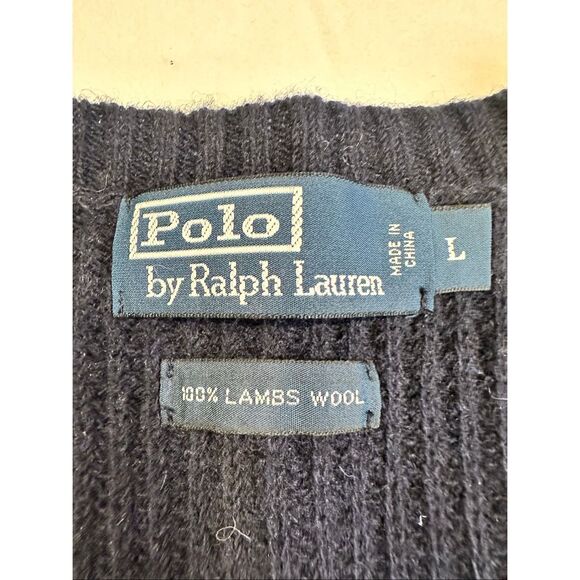 Polo
by Ralph Lauren
MADE IN
CHINA
L
100% LAMBS WOOL